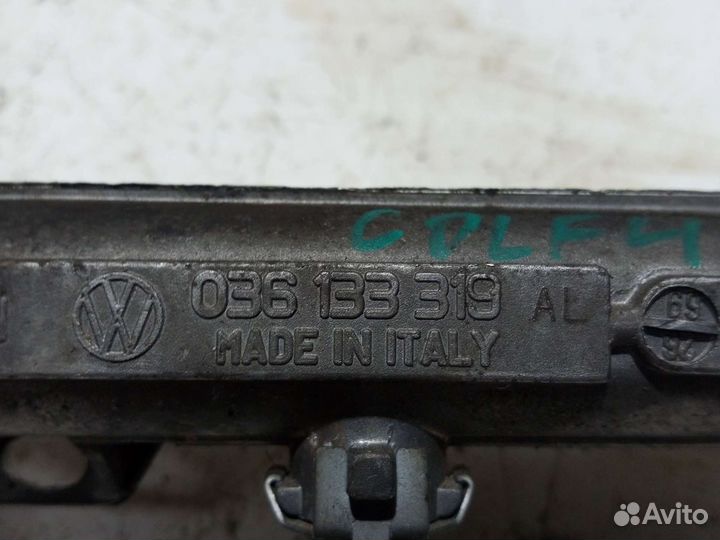 CDLF4
036 133 319 AL
MADE IN ITALY
Avito